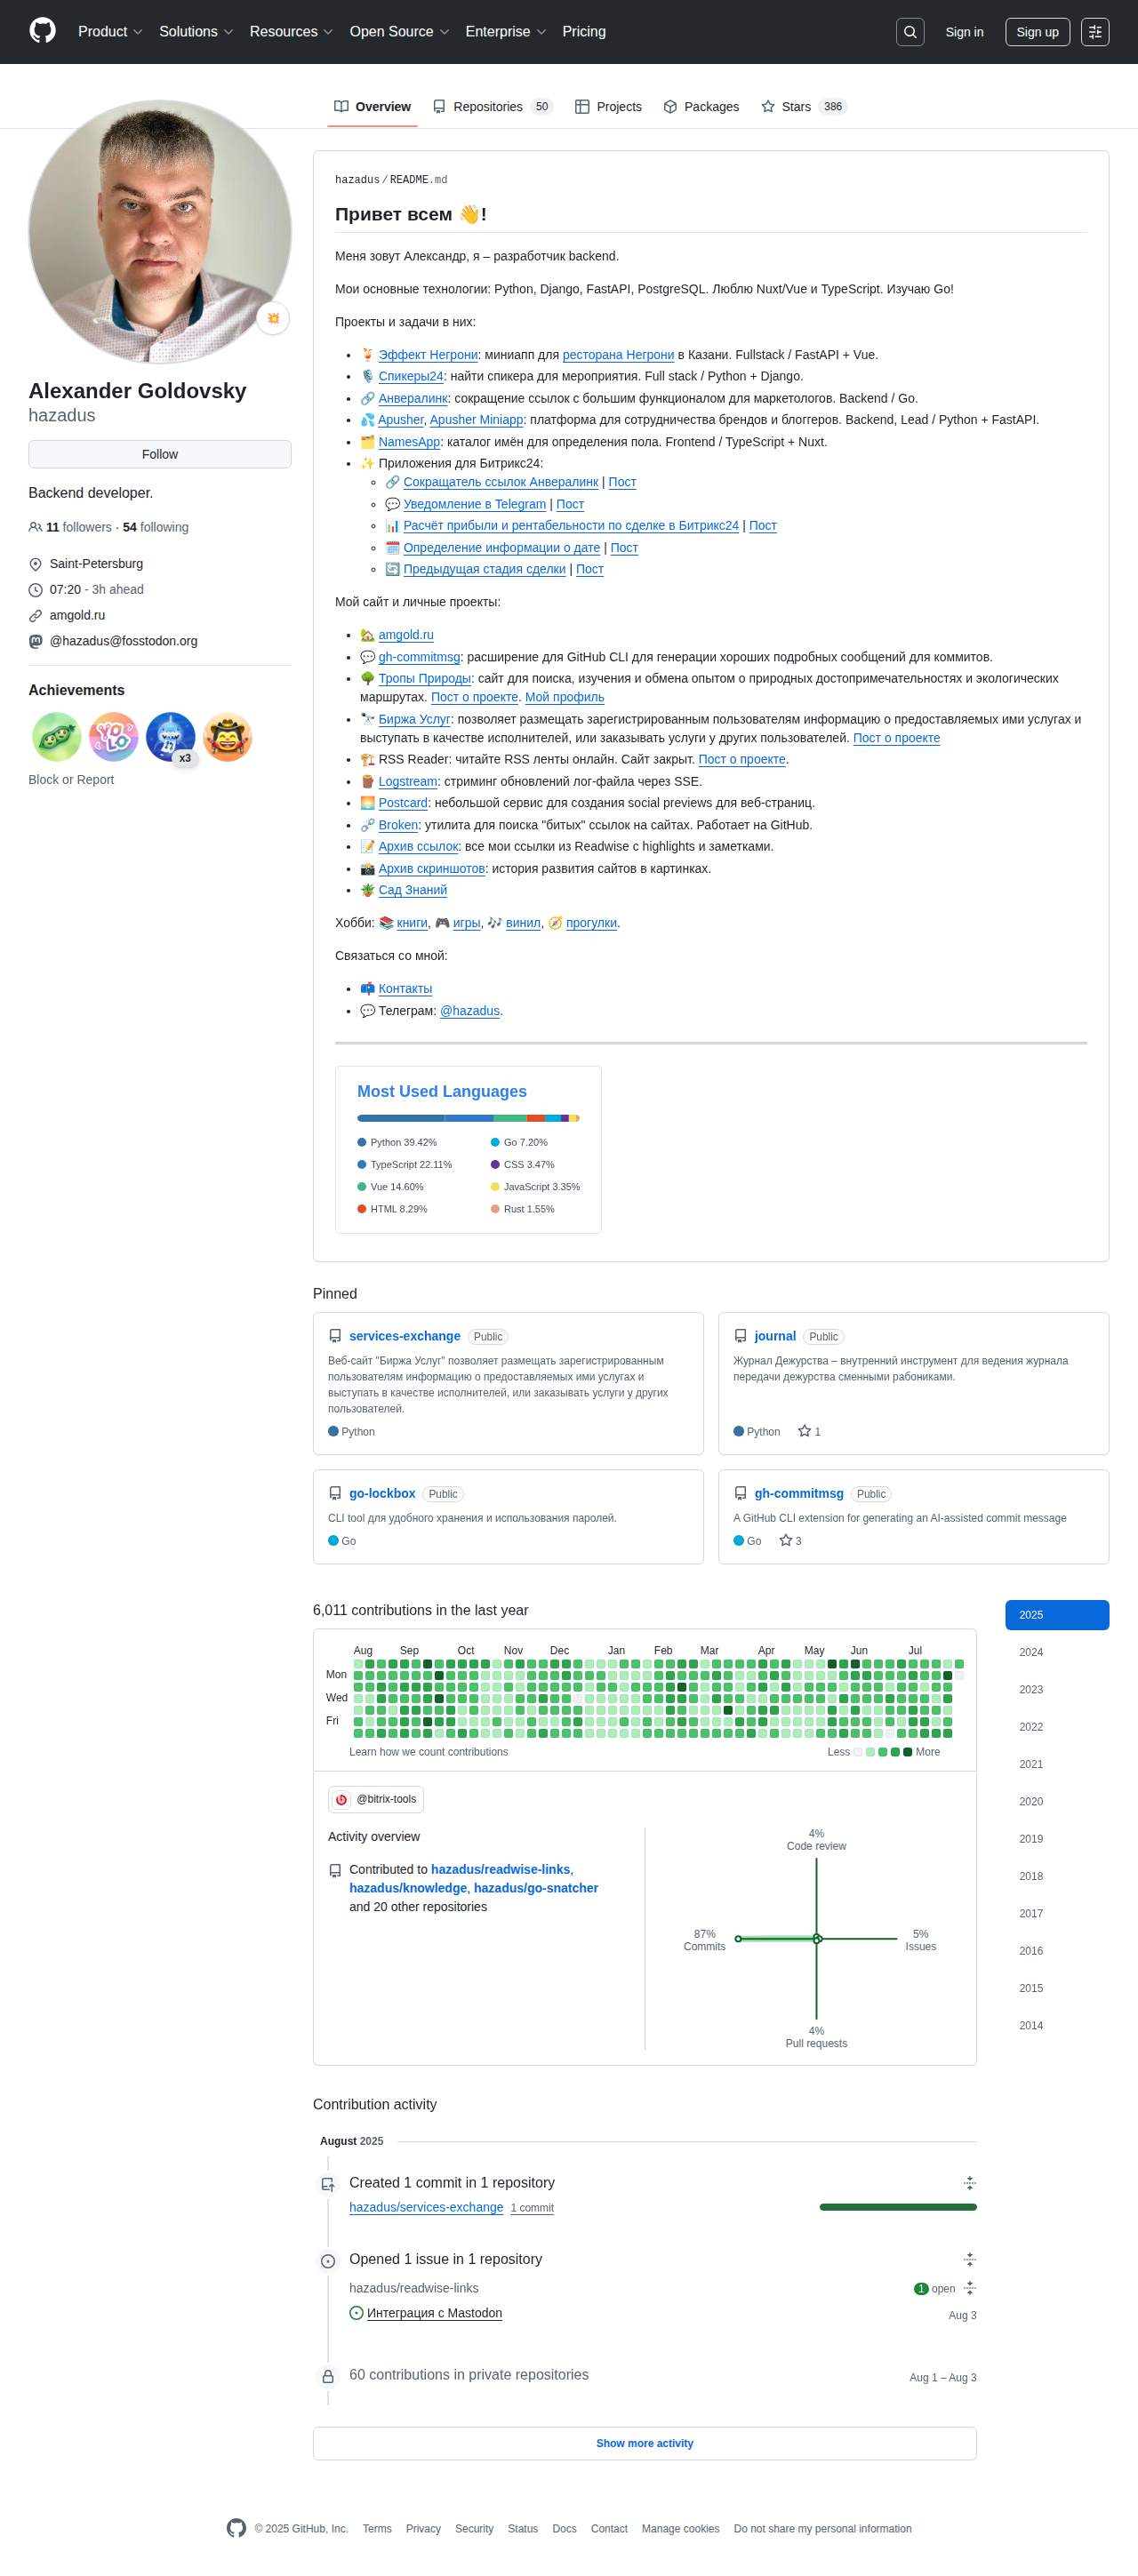 Product Solutions Resources Open Source Enterprise Pricing Sign in Sign up
Overview Repositories 50 Projects Packages Stars 386
Alexander Goldovsky
hazadus
Follow
Backend developer.
11 followers · 54 following
Saint-Petersburg
07:20 - 3h ahead
amgold.ru
@hazadus@fosstodon.org
Achievements
YOLO
x3
Block or Report
hazadus/README.md
Привет всем 👋!
Меня зовут Александр, я – разработчик backend.
Мои основные технологии: Python, Django, FastAPI, PostgreSQL. Люблю Nuxt/Vue и TypeScript. Изучаю Go!
Проекты и задачи в них:
🍹 Эффект Негрони: миниапп для ресторана Негрони в Казани. Fullstack / FastAPI + Vue.
🎙️ Спикеры24: найти спикера для мероприятия. Full stack / Python + Django.
🔗 Анвералинк: сокращение ссылок с большим функционалом для маркетологов. Backend / Go.
💦 Apusher, Apusher Miniapp: платформа для сотрудничества брендов и блоггеров. Backend, Lead / Python + FastAPI.
🗂️ NamesApp: каталог имён для определения пола. Frontend / TypeScript + Nuxt.
✨ Приложения для Битрикс24:
🔗 Сокращатель ссылок Анвералинк | Пост
💬 Уведомление в Telegram | Пост
📊 Расчёт прибыли и рентабельности по сделке в Битрикс24 | Пост
🗓️ Определение информации о дате | Пост
🔄 Предыдущая стадия сделки | Пост
Мой сайт и личные проекты:
🏡 amgold.ru
💬 gh-commitmsg: расширение для GitHub CLI для генерации хороших подробных сообщений для коммитов.
🌳 Тропы Природы: сайт для поиска, изучения и обмена опытом о природных достопримечательностях и экологических
маршрутах. Пост о проекте. Мой профиль
🔭 Биржа Услуг: позволяет размещать зарегистрированным пользователям информацию о предоставляемых ими услугах и
выступать в качестве исполнителей, или заказывать услуги у других пользователей. Пост о проекте
🏗️ RSS Reader: читайте RSS ленты онлайн. Сайт закрыт. Пост о проекте.
🪵 Logstream: стриминг обновлений лог-файла через SSE.
🌅 Postcard: небольшой сервис для создания social previews для веб-страниц.
🔗 Broken: утилита для поиска "битых" ссылок на сайтах. Работает на GitHub.
📝 Архив ссылок: все мои ссылки из Readwise с highlights и заметками.
📸 Архив скриншотов: история развития сайтов в картинках.
🪴 Сад Знаний
Хобби: 📚 книги, 🎮 игры, 🎶 винил, 🧭 прогулки.
Связаться со мной:
📫 Контакты
💬 Телеграм: @hazadus.
Most Used Languages
Python 39.42% Go 7.20%
TypeScript 22.11% CSS 3.47%
Vue 14.60% JavaScript 3.35%
HTML 8.29% Rust 1.55%
Pinned
services-exchange Public
Веб-сайт "Биржа Услуг" позволяет размещать зарегистрированным
пользователям информацию о предоставляемых ими услугах и
выступать в качестве исполнителей, или заказывать услуги у других
пользователей.
Python
journal Public
Журнал Дежурства – внутренний инструмент для ведения журнала
передачи дежурства сменными рабониками.
Python 1
go-lockbox Public
CLI tool для удобного хранения и использования паролей.
Go
gh-commitmsg Public
A GitHub CLI extension for generating an AI-assisted commit message
Go 3
6,011 contributions in the last year
Aug Sep Oct Nov Dec Jan Feb Mar Apr May Jun Jul
Mon
Wed
Fri
Learn how we count contributions Less More
@bitrix-tools
Activity overview
Contributed to hazadus/readwise-links,
hazadus/knowledge, hazadus/go-snatcher
and 20 other repositories
4%
Code review
87%
Commits
5%
Issues
4%
Pull requests
2025
2024
2023
2022
2021
2020
2019
2018
2017
2016
2015
2014
Contribution activity
August 2025
Created 1 commit in 1 repository
hazadus/services-exchange 1 commit
Opened 1 issue in 1 repository
hazadus/readwise-links 1 open
Интеграция с Mastodon Aug 3
60 contributions in private repositories Aug 1 – Aug 3
Show more activity
© 2025 GitHub, Inc. Terms Privacy Security Status Docs Contact Manage cookies Do not share my personal information